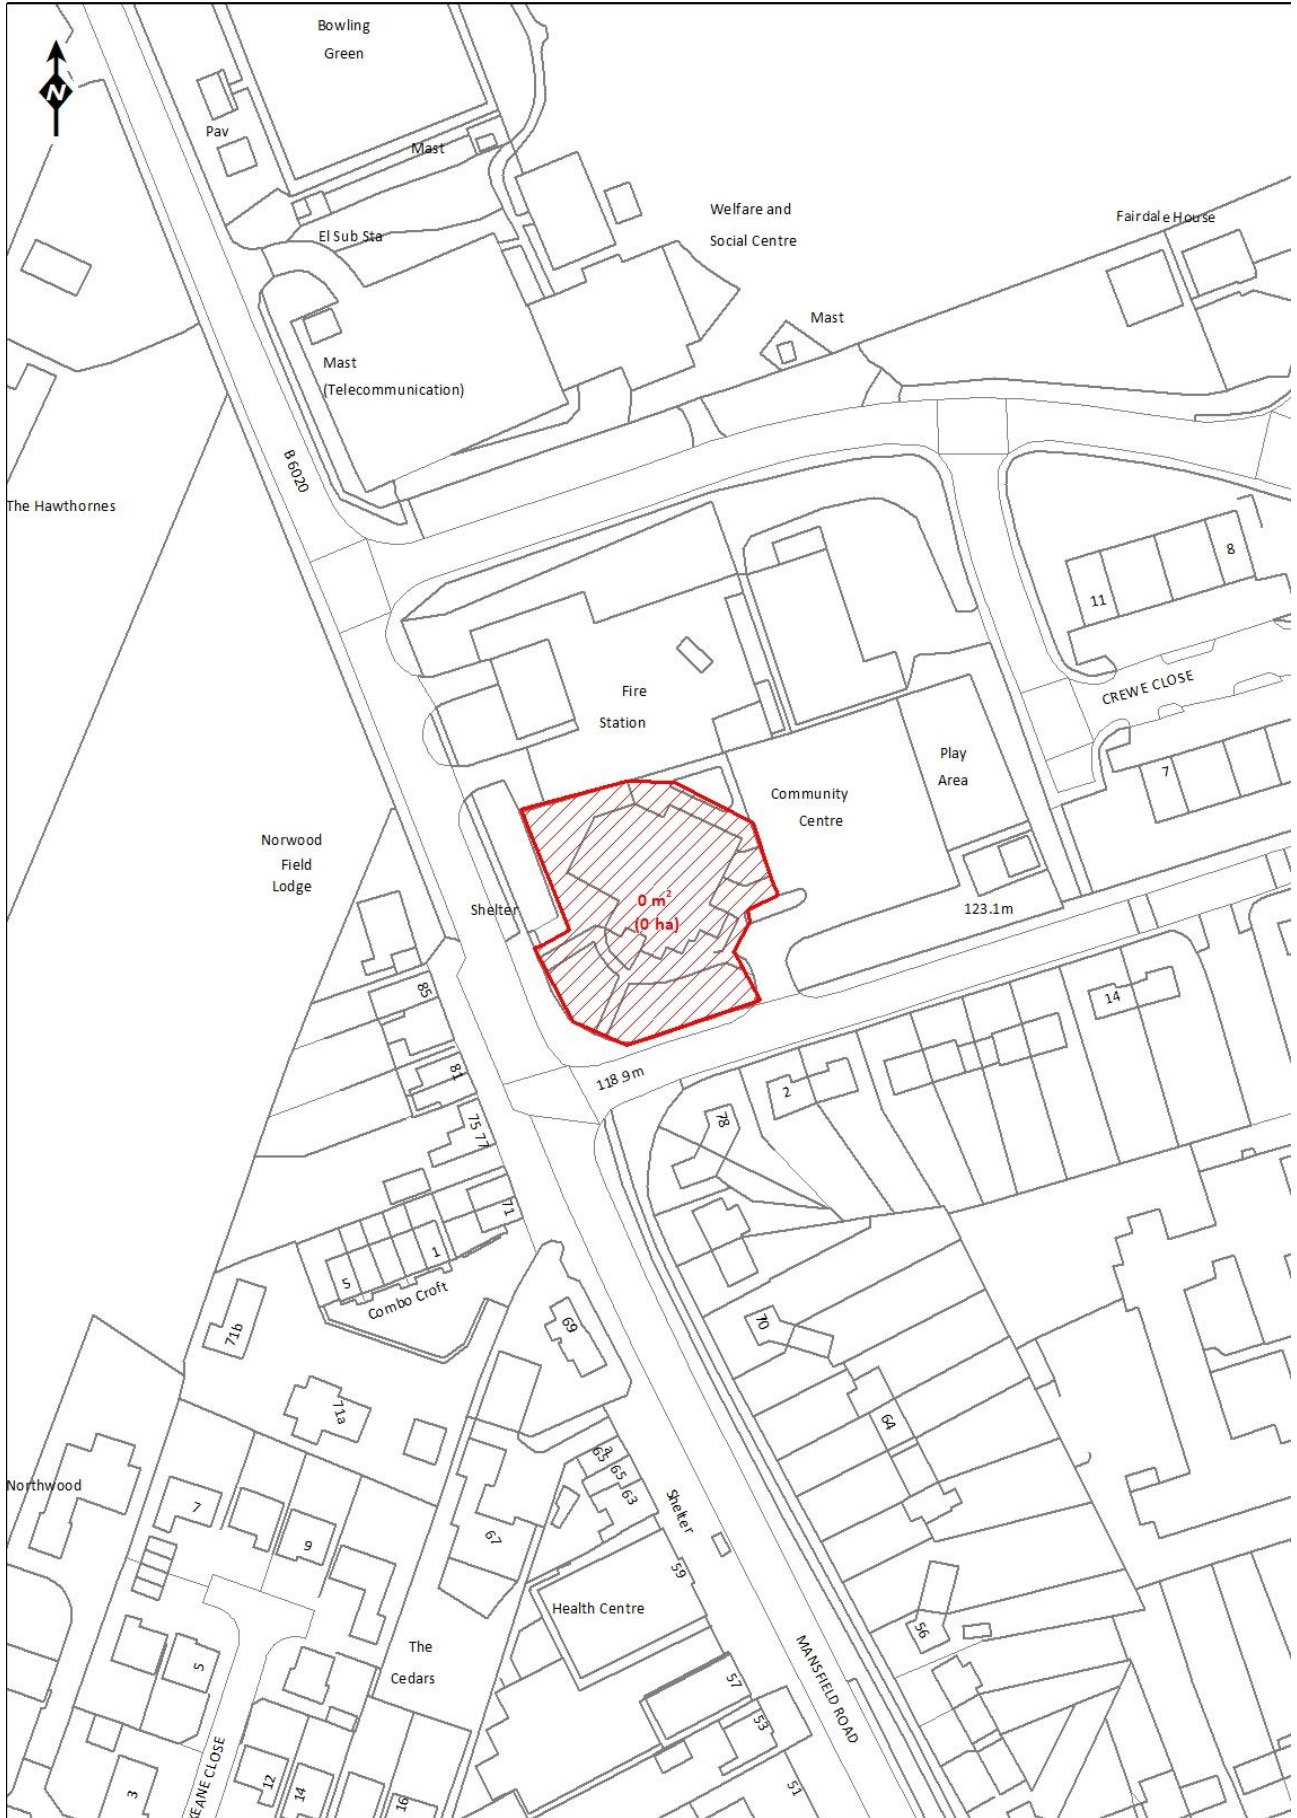 Bowling
Green
N
Pav
Mast
Welfare and
Social Centre
Fairdale House
El Sub Sta
Mast
Mast
(Telecommunication)
B 6020
The Hawthornes
8
11
CREWE CLOSE
Fire
Station
Play
Area
7
Community
Centre
Norwood
Field
Lodge
0 m²
(0 ha)
Shelter
123.1m
85
14
81
118.9m
2
78
75 77
71
1
5
Combo Croft
71b
69
70
71a
64
65a
65
63
Northwood
7
Shelter
9
67
59
Health Centre
56
The
Cedars
5
MANSFIELD ROAD
57
53
KEANE CLOSE
12
14
16
3
51